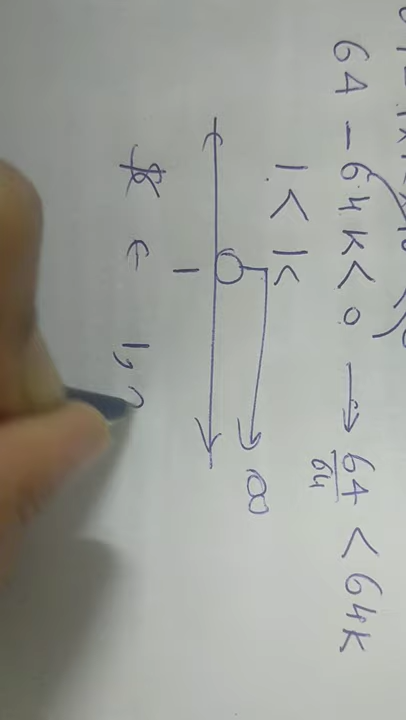 64 - 64K < 0 → 64/64 < 64K
1 < K
∞
1
∈ 1,